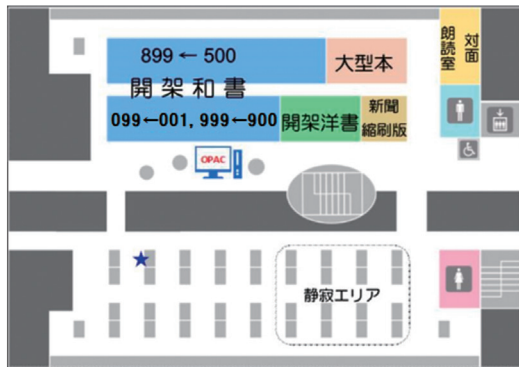 899 ← 500
大型本
開架和書
099←001, 999←900
開架洋書
新聞
縮刷版
対面
朗読室
OPAC
静寂エリア